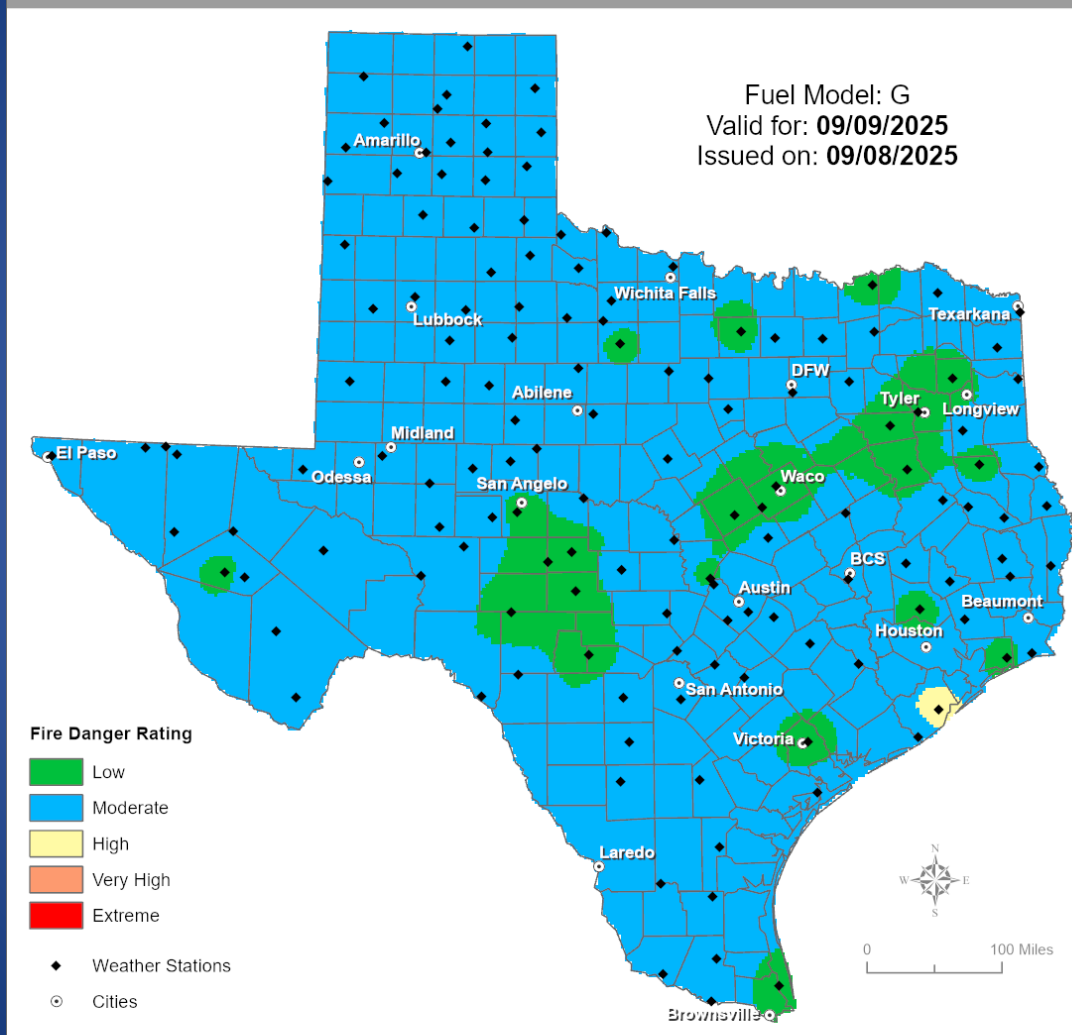 Fuel Model: G
Valid for: 09/09/2025
Issued on: 09/08/2025
Amarillo
Wichita Falls
Lubbock
Texarkana
DFW
Abilene
Tyler
Longview
Midland
El Paso
Odessa
San Angelo
Waco
BCS
Austin
Beaumont
Houston
San Antonio
Victoria
Laredo
Brownsville
Fire Danger Rating
Low
Moderate
High
Very High
Extreme
Weather Stations
Cities
N
W E
S
0 100 Miles